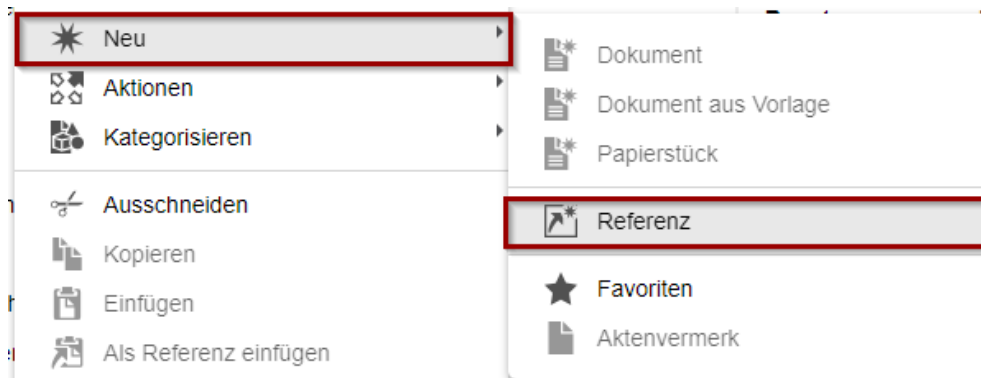 Neu
Aktionen
Kategorisieren
Ausschneiden
Kopieren
Einfügen
Als Referenz einfügen
Dokument
Dokument aus Vorlage
Papierstück
Referenz
Favoriten
Aktenvermerk